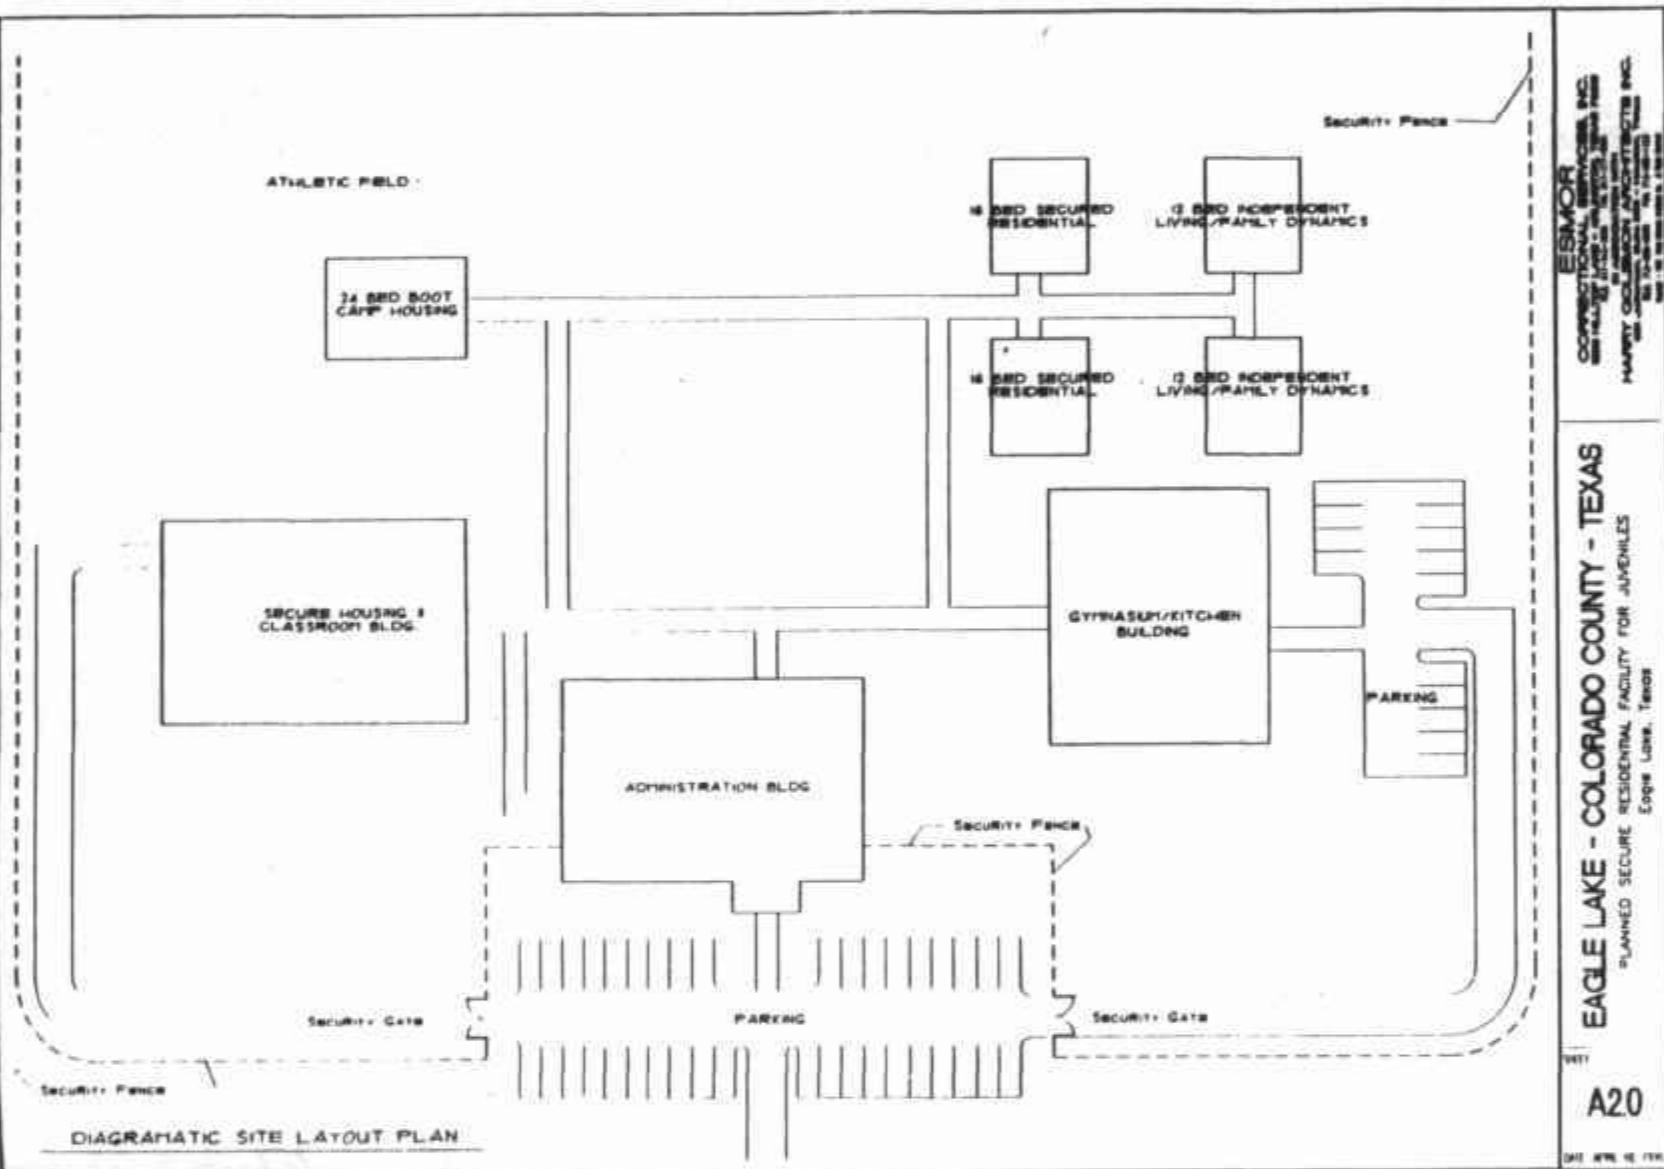 Security Fence
ATHLETIC FIELD
16 BED SECURED
RESIDENTIAL
12 BED INDEPENDENT
LIVING/FAMILY DYNAMICS
24 BED BOOT
CAMP HOUSING
16 BED SECURED
RESIDENTIAL
12 BED INDEPENDENT
LIVING/FAMILY DYNAMICS
SECURE HOUSING &
CLASSROOM BLDG.
GYMNASIUM/KITCHEN
BUILDING
PARKING
ADMINISTRATION BLDG
Security Fence
Security Gate
PARKING
Security Gate
Security Fence
DIAGRAMATIC SITE LAYOUT PLAN
ESMOR
CORRECTIONAL SERVICES, INC.
HARRY GOLEMON ARCHITECTS INC.
EAGLE LAKE - COLORADO COUNTY - TEXAS
PLANNED SECURE RESIDENTIAL FACILITY FOR JUVENILES
Eagle Lake, Texas
SHEET
A2.0
DATE APRIL